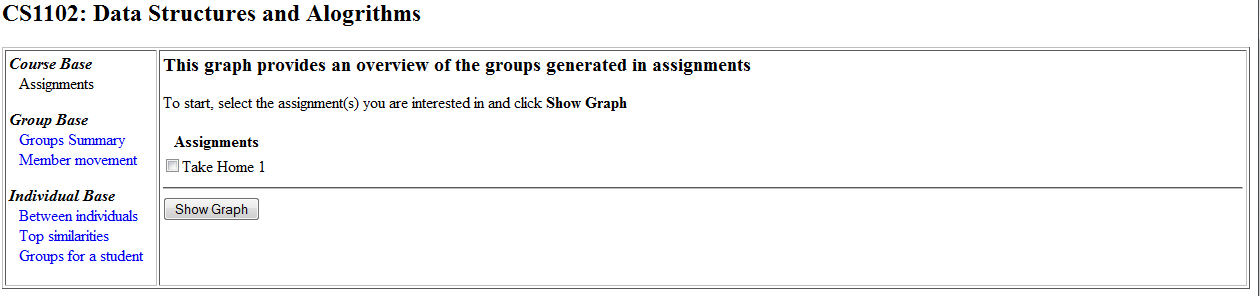 CS1102: Data Structures and Alogrithms
Course Base
Assignments
Group Base
Groups Summary
Member movement
Individual Base
Between individuals
Top similarities
Groups for a student
This graph provides an overview of the groups generated in assignments
To start, select the assignment(s) you are interested in and click Show Graph
Assignments
Take Home 1
Show Graph